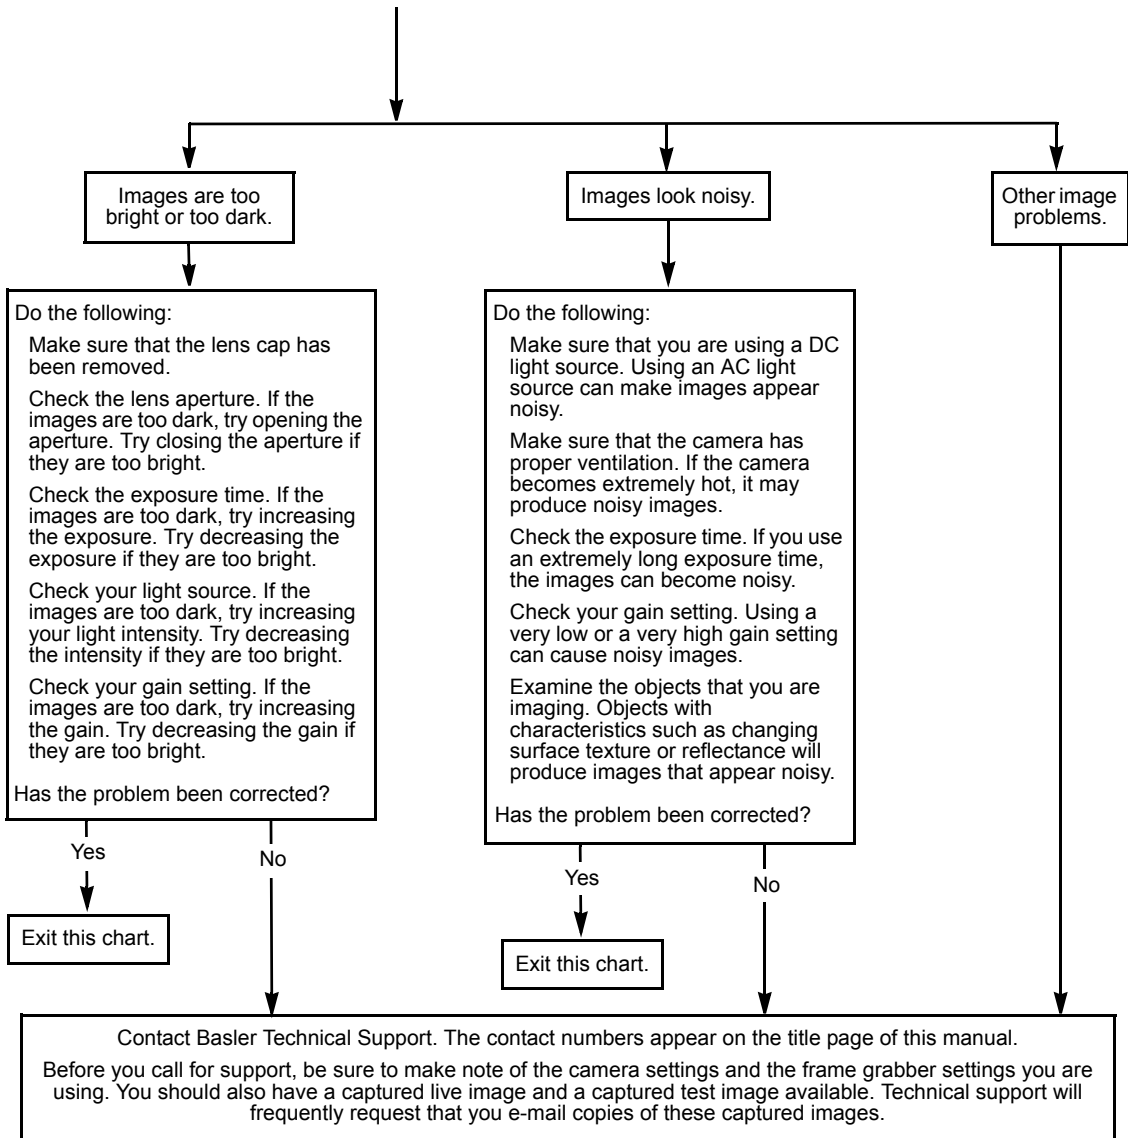 Images are too
bright or too dark.
Images look noisy.
Other image
problems.
Do the following:
Make sure that the lens cap has
been removed.
Check the lens aperture. If the
images are too dark, try opening the
aperture. Try closing the aperture if
they are too bright.
Check the exposure time. If the
images are too dark, try increasing
the exposure. Try decreasing the
exposure if they are too bright.
Check your light source. If the
images are too dark, try increasing
your light intensity. Try decreasing
the intensity if they are too bright.
Check your gain setting. If the
images are too dark, try increasing
the gain. Try decreasing the gain if
they are too bright.
Has the problem been corrected?
Yes
No
Exit this chart.
Do the following:
Make sure that you are using a DC
light source. Using an AC light
source can make images appear
noisy.
Make sure that the camera has
proper ventilation. If the camera
becomes extremely hot, it may
produce noisy images.
Check the exposure time. If you use
an extremely long exposure time,
the images can become noisy.
Check your gain setting. Using a
very low or a very high gain setting
can cause noisy images.
Examine the objects that you are
imaging. Objects with
characteristics such as changing
surface texture or reflectance will
produce images that appear noisy.
Has the problem been corrected?
Yes
No
Exit this chart.
Contact Basler Technical Support. The contact numbers appear on the title page of this manual.
Before you call for support, be sure to make note of the camera settings and the frame grabber settings you are
using. You should also have a captured live image and a captured test image available. Technical support will
frequently request that you e-mail copies of these captured images.